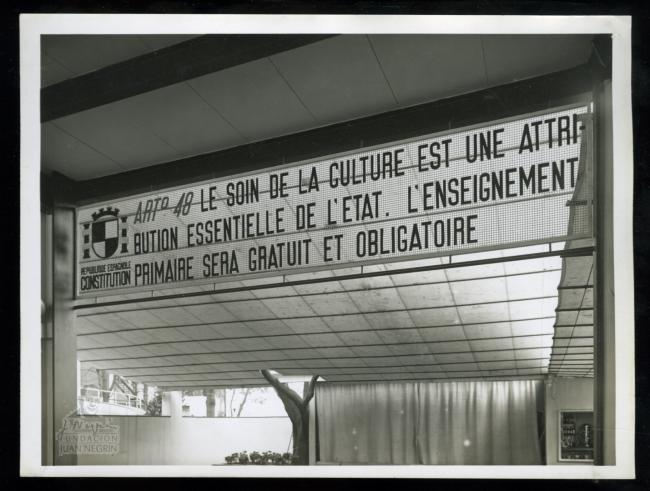 ARTº 48 LE SOIN DE LA CULTURE EST UNE ATTRI-
BUTION ESSENTIELLE DE L'ETAT. L'ENSEIGNEMENT
PRIMAIRE SERA GRATUIT ET OBLIGATOIRE
REPUBLIQUE ESPAGNOLE
CONSTITUTION
FUNDACION
JUAN NEGRIN